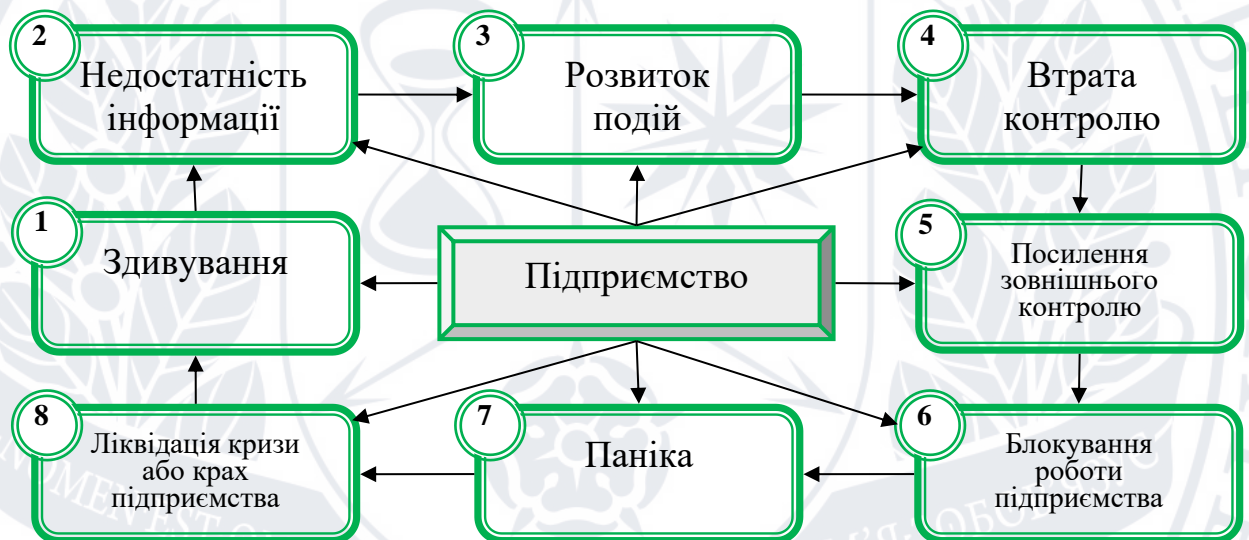 2
Недостатність
інформації
3
Розвиток
подій
4
Втрата
контролю
1
Здивування
Підприємство
5
Посилення
зовнішнього
контролю
8
Ліквідація кризи
або крах
підприємства
7
Паніка
6
Блокування
роботи
підприємства